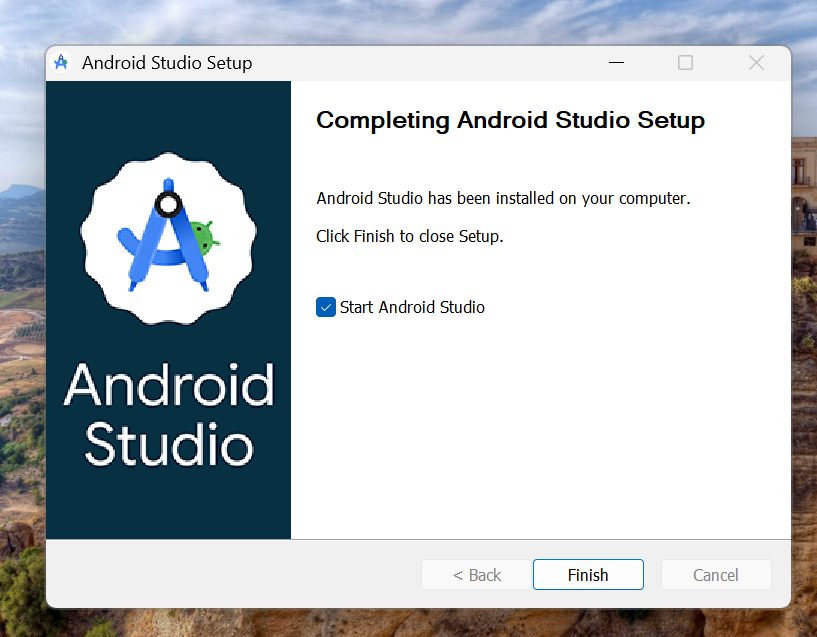 Android Studio Setup
Completing Android Studio Setup
Android Studio has been installed on your computer.
Click Finish to close Setup.
Start Android Studio
Android
Studio
< Back
Finish
Cancel